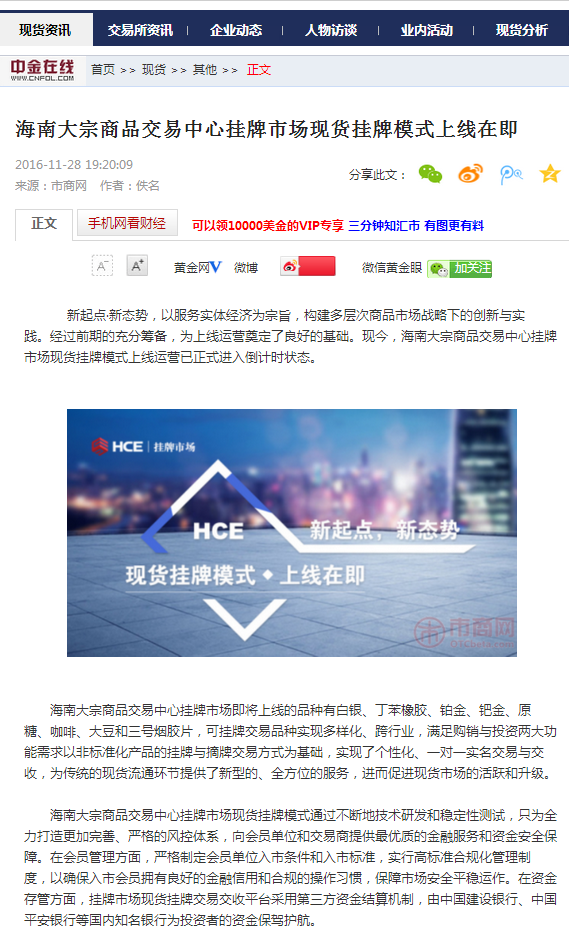 现货资讯 交易所资讯 企业动态 人物访谈 业内活动 现货分析
中金在线
WWW.CNFOL.COM
首页 >> 现货 >> 其他 >> 正文
海南大宗商品交易中心挂牌市场现货挂牌模式上线在即
2016-11-28 19:20:09
来源：市商网 作者：佚名
分享此文：
正文 手机网看财经 可以领10000美金的VIP专享 三分钟知汇市 有图更有料
A- A+ 黄金网V 微博 微信黄金眼 加关注
新起点·新态势，以服务实体经济为宗旨，构建多层次商品市场战略下的创新与实
践。经过前期的充分筹备，为上线运营奠定了良好的基础。现今，海南大宗商品交易中心挂牌
市场现货挂牌模式上线运营已正式进入倒计时状态。
HCE 挂牌市场
HCE 新起点，新态势
现货挂牌模式◆上线在即
市商网
海南大宗商品交易中心挂牌市场即将上线的品种有白银、丁苯橡胶、铂金、钯金、原
糖、咖啡、大豆和三号烟胶片，可挂牌交易品种实现多样化、跨行业，满足购销与投资两大功
能需求以非标准化产品的挂牌与摘牌交易方式为基础，实现了个性化、一对一实名交易与交
收，为传统的现货流通环节提供了新型的、全方位的服务，进而促进现货市场的活跃和升级。
海南大宗商品交易中心挂牌市场现货挂牌模式通过不断地技术研发和稳定性测试，只为全
力打造更加完善、严格的风控体系，向会员单位和交易商提供最优质的金融服务和资金安全保
障。在会员管理方面，严格制定会员单位入市条件和入市标准，实行高标准合规化管理制
度，以确保入市会员拥有良好的金融信用和合规的操作习惯，保障市场安全平稳运作。在资金
存管方面，挂牌市场现货挂牌交易交收平台采用第三方资金结算机制，由中国建设银行、中国
平安银行等国内知名银行为投资者的资金保驾护航。